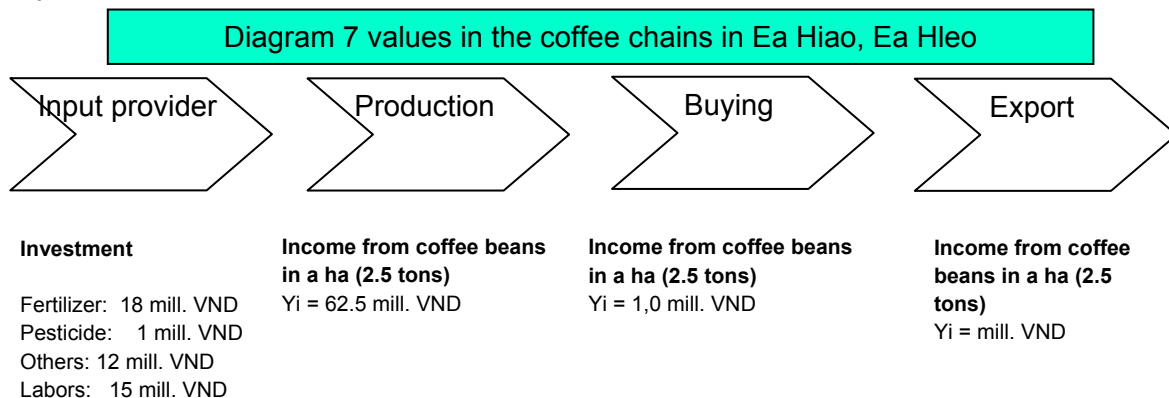 Diagram 7 values in the coffee chains in Ea Hiao, Ea Hleo
Input provider
Production
Buying
Export
Investment
Fertilizer: 18 mill. VND
Pesticide: 1 mill. VND
Others: 12 mill. VND
Labors: 15 mill. VND
Income from coffee beans
in a ha (2.5 tons)
Yi = 62.5 mill. VND
Income from coffee beans
in a ha (2.5 tons)
Yi = 1,0 mill. VND
Income from coffee
beans in a ha (2.5
tons)
Yi = mill. VND